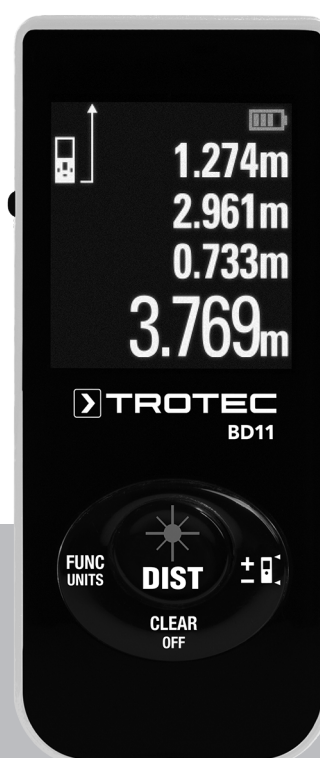 1.274m
2.961m
0.733m
3.769m
TROTEC
BD11
FUNC
UNITS
DIST
+
−
CLEAR
OFF